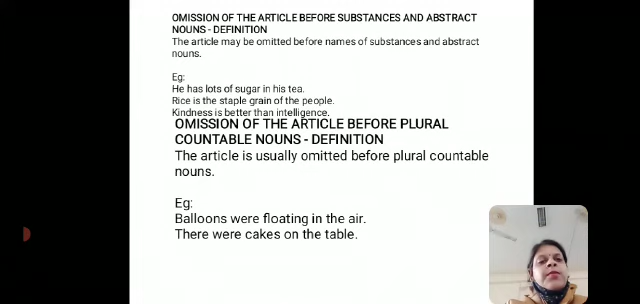 OMISSION OF THE ARTICLE BEFORE SUBSTANCES AND ABSTRACT
NOUNS - DEFINITION
The article may be omitted before names of substances and abstract
nouns.
Eg:
He has lots of sugar in his tea.
Rice is the staple grain of the people.
Kindness is better than intelligence.
OMISSION OF THE ARTICLE BEFORE PLURAL
COUNTABLE NOUNS - DEFINITION
The article is usually omitted before plural countable
nouns.
Eg:
Balloons were floating in the air.
There were cakes on the table.